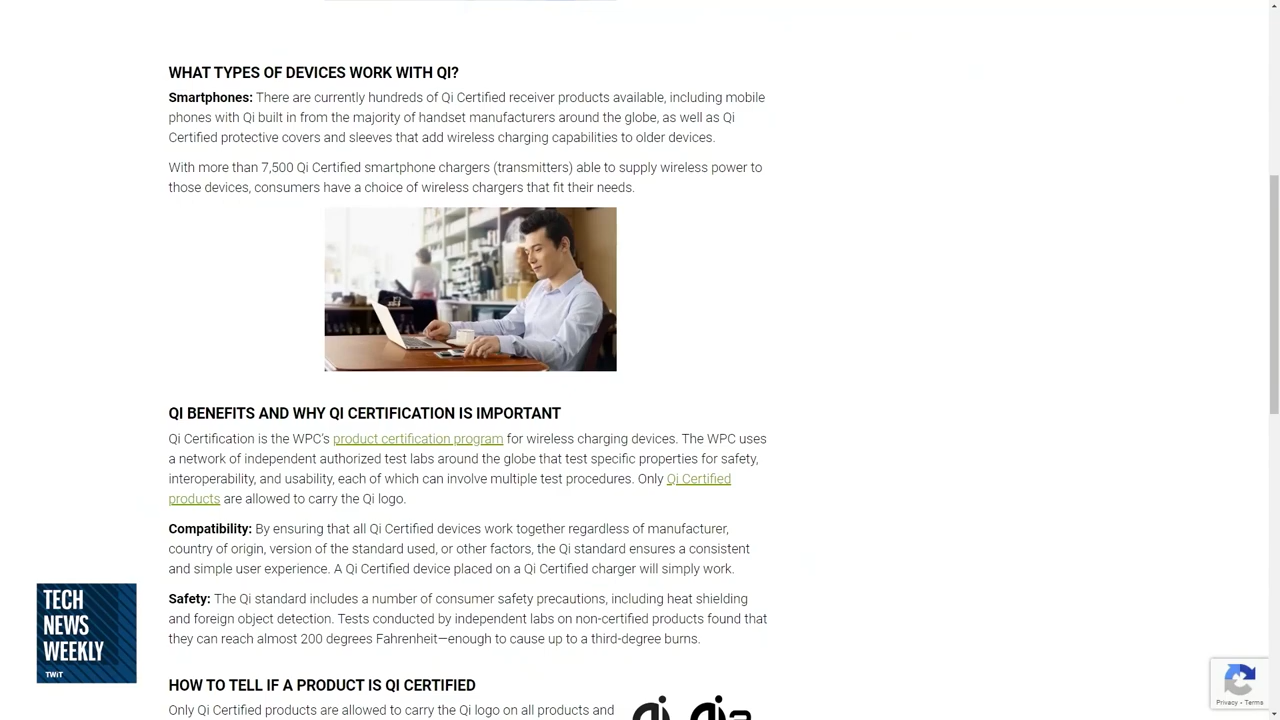 WHAT TYPES OF DEVICES WORK WITH QI?
Smartphones: There are currently hundreds of Qi Certified receiver products available, including mobile
phones with Qi built in from the majority of handset manufacturers around the globe, as well as Qi
Certified protective covers and sleeves that add wireless charging capabilities to older devices.
With more than 7,500 Qi Certified smartphone chargers (transmitters) able to supply wireless power to
those devices, consumers have a choice of wireless chargers that fit their needs.
QI BENEFITS AND WHY QI CERTIFICATION IS IMPORTANT
Qi Certification is the WPC's product certification program for wireless charging devices. The WPC uses
a network of independent authorized test labs around the globe that test specific properties for safety,
interoperability, and usability, each of which can involve multiple test procedures. Only Qi Certified
products are allowed to carry the Qi logo.
Compatibility: By ensuring that all Qi Certified devices work together regardless of manufacturer,
country of origin, version of the standard used, or other factors, the Qi standard ensures a consistent
and simple user experience. A Qi Certified device placed on a Qi Certified charger will simply work.
Safety: The Qi standard includes a number of consumer safety precautions, including heat shielding
and foreign object detection. Tests conducted by independent labs on non-certified products found that
they can reach almost 200 degrees Fahrenheit—enough to cause up to a third-degree burns.
TECH
NEWS
WEEKLY
TWiT
HOW TO TELL IF A PRODUCT IS QI CERTIFIED
Only Qi Certified products are allowed to carry the Qi logo on all products and
Privacy - Terms